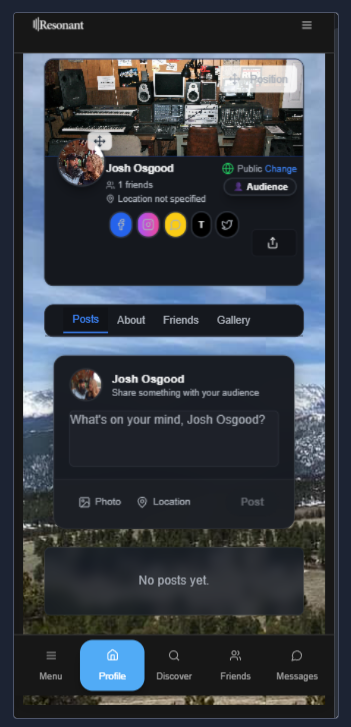 Resonant
Position
Josh Osgood
Public Change
1 friends
Audience
Location not specified
T
Posts About Friends Gallery
Josh Osgood
Share something with your audience
What's on your mind, Josh Osgood?
Photo Location Post
No posts yet.
Menu Profile Discover Friends Messages